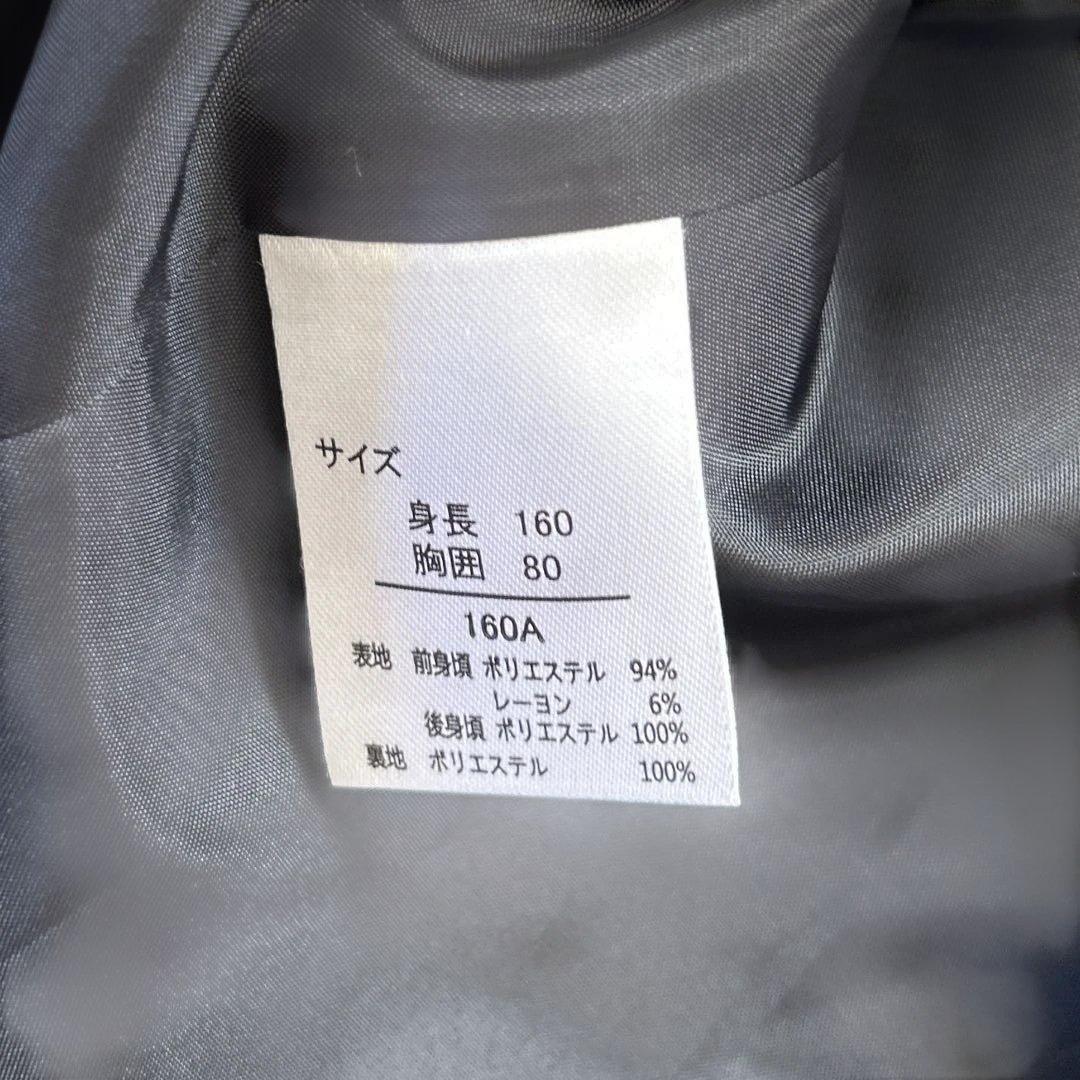 サイズ
身長 160
胸囲 80
160A
表地 前身頃 ポリエステル 94%
レーヨン 6%
後身頃 ポリエステル 100%
裏地 ポリエステル 100%